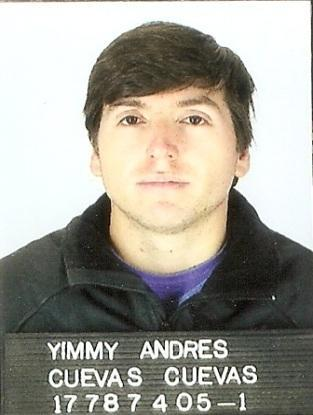 YIMMY ANDRES
CUEVAS CUEVAS
17787405-1